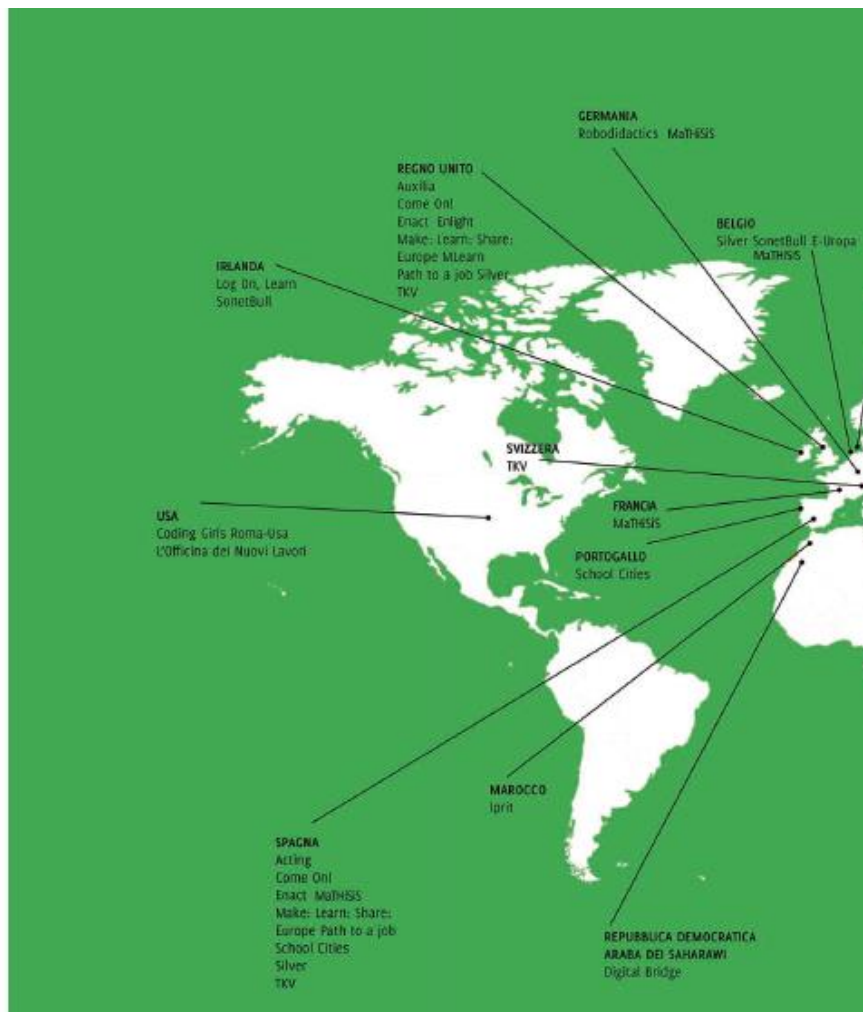 GERMANIA
Robodidactics MaTHiSiS
REGNO UNITO
Auxilia
Come On!
Enact Enlight
Make: Learn: Share:
Europe MLearn
Path to a job Silver
TKV
BELGIO
Silver SonetBull E-Uropa
MaTHiSiS
IRLANDA
Log On, Learn
SonetBull
SVIZZERA
TKV
FRANCIA
MaTHiSiS
USA
Coding Girls Roma-Usa
L'Officina dei Nuovi Lavori
PORTOGALLO
School Cities
MAROCCO
Iprit
SPAGNA
Acting
Come On!
Enact MaTHiSiS
Make: Learn: Share:
Europe Path to a job
School Cities
Silver
TKV
REPUBBLICA DEMOCRATICA
ARABA DEI SAHARAWI
Digital Bridge